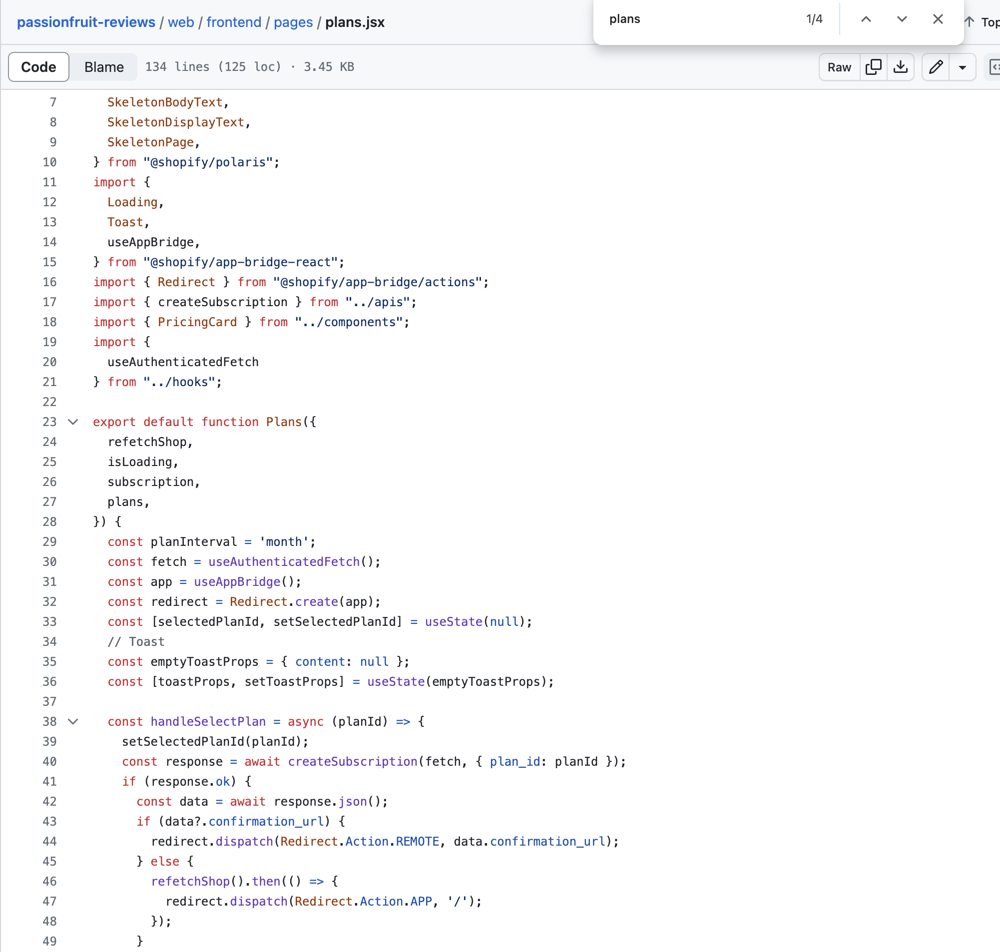 passionfruit-reviews / web / frontend / pages / plans.jsx
plans 1/4
Top
Code Blame 134 lines (125 loc) · 3.45 KB Raw
7 SkeletonBodyText,
8 SkeletonDisplayText,
9 SkeletonPage,
10 } from "@shopify/polaris";
11 import {
12 Loading,
13 Toast,
14 useAppBridge,
15 } from "@shopify/app-bridge-react";
16 import { Redirect } from "@shopify/app-bridge/actions";
17 import { createSubscription } from "../apis";
18 import { PricingCard } from "../components";
19 import {
20 useAuthenticatedFetch
21 } from "../hooks";
22
23 export default function Plans({
24 refetchShop,
25 isLoading,
26 subscription,
27 plans,
28 }) {
29 const planInterval = 'month';
30 const fetch = useAuthenticatedFetch();
31 const app = useAppBridge();
32 const redirect = Redirect.create(app);
33 const [selectedPlanId, setSelectedPlanId] = useState(null);
34 // Toast
35 const emptyToastProps = { content: null };
36 const [toastProps, setToastProps] = useState(emptyToastProps);
37
38 const handleSelectPlan = async (planId) => {
39 setSelectedPlanId(planId);
40 const response = await createSubscription(fetch, { plan_id: planId });
41 if (response.ok) {
42 const data = await response.json();
43 if (data?.confirmation_url) {
44 redirect.dispatch(Redirect.Action.REMOTE, data.confirmation_url);
45 } else {
46 refetchShop().then(() => {
47 redirect.dispatch(Redirect.Action.APP, '/');
48 });
49 }